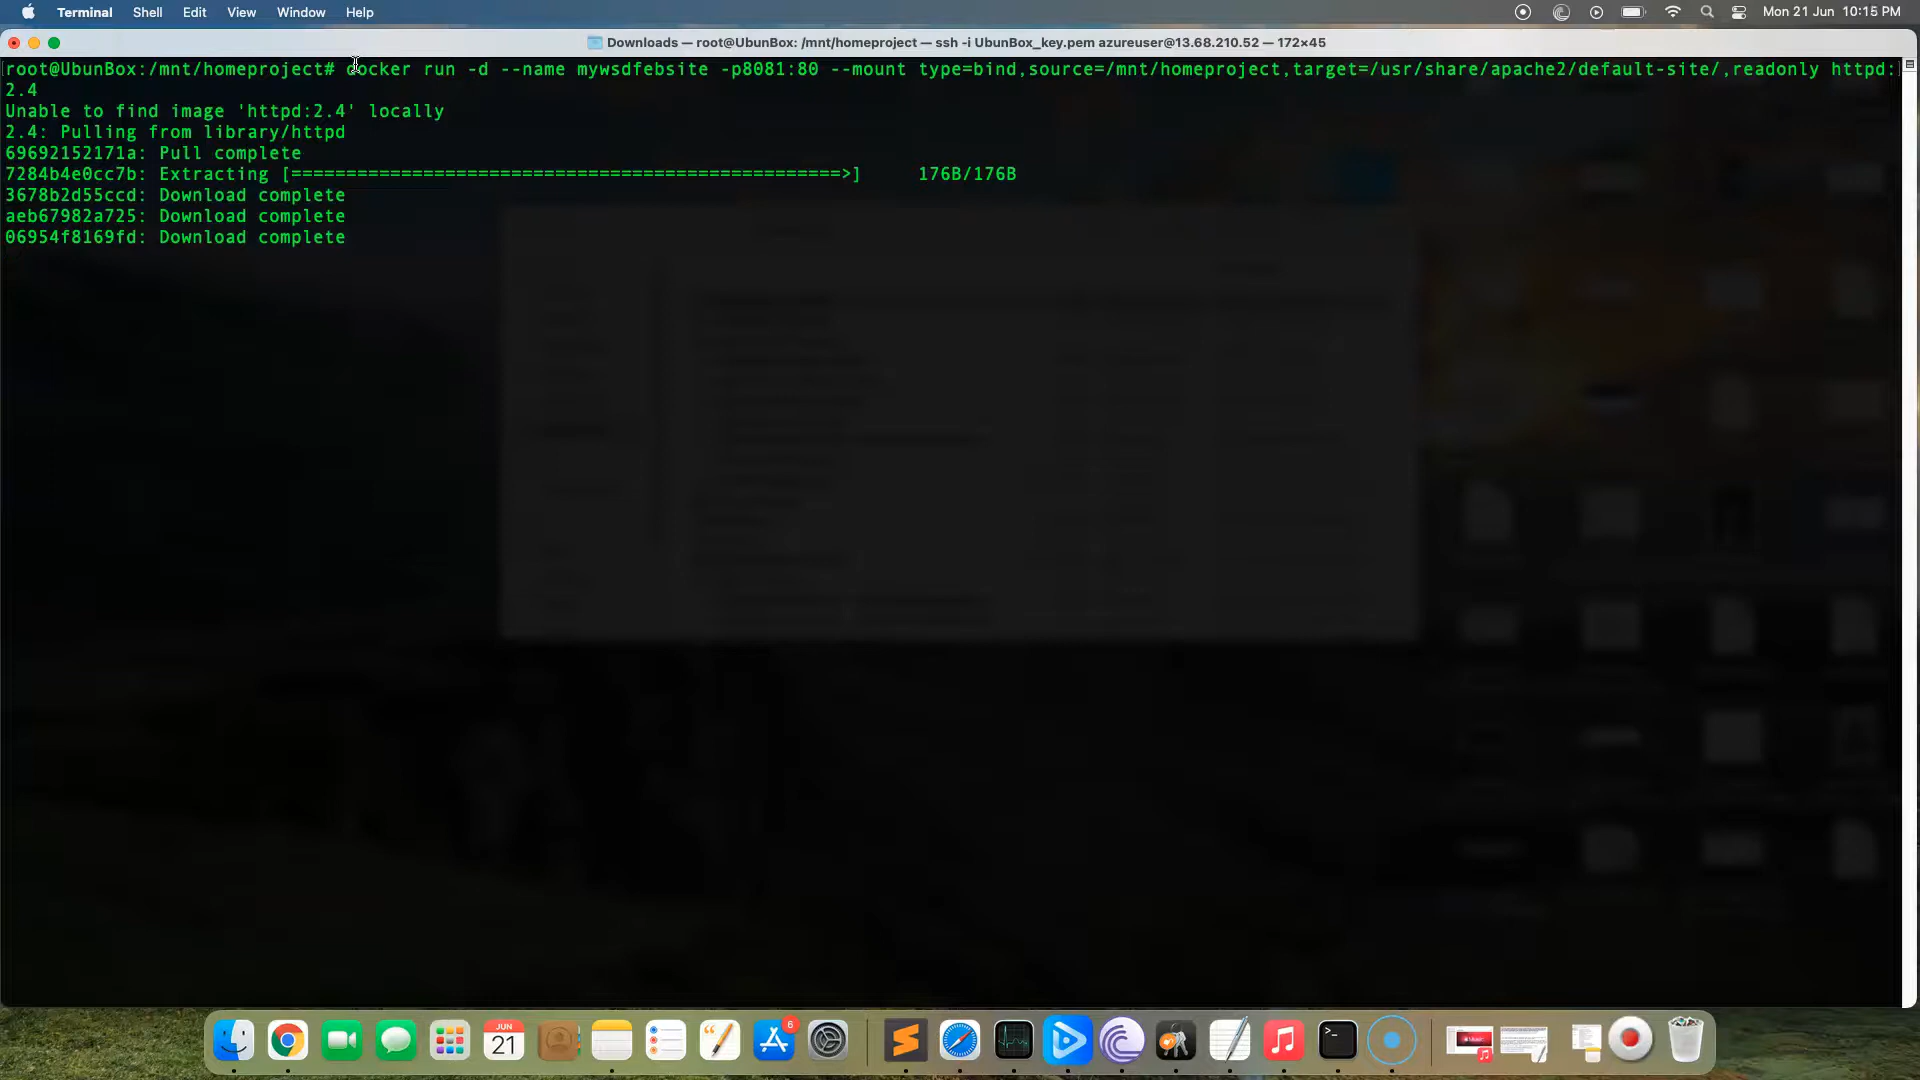 Terminal Shell Edit View Window Help Mon 21 Jun 10:15 PM
Downloads — root@UbunBox: /mnt/homeproject — ssh -i UbunBox_key.pem azureuser@13.68.210.52 — 172×45
root@UbunBox:/mnt/homeproject# docker run -d --name mywsdfebsite -p8081:80 --mount type=bind,source=/mnt/homeproject,target=/usr/share/apache2/default-site/,readonly httpd:
2.4
Unable to find image 'httpd:2.4' locally
2.4: Pulling from library/httpd
69692152171a: Pull complete
7284b4e0cc7b: Extracting [==================================================>] 176B/176B
3678b2d55ccd: Download complete
aeb67982a725: Download complete
06954f8169fd: Download complete
JUN
21
6